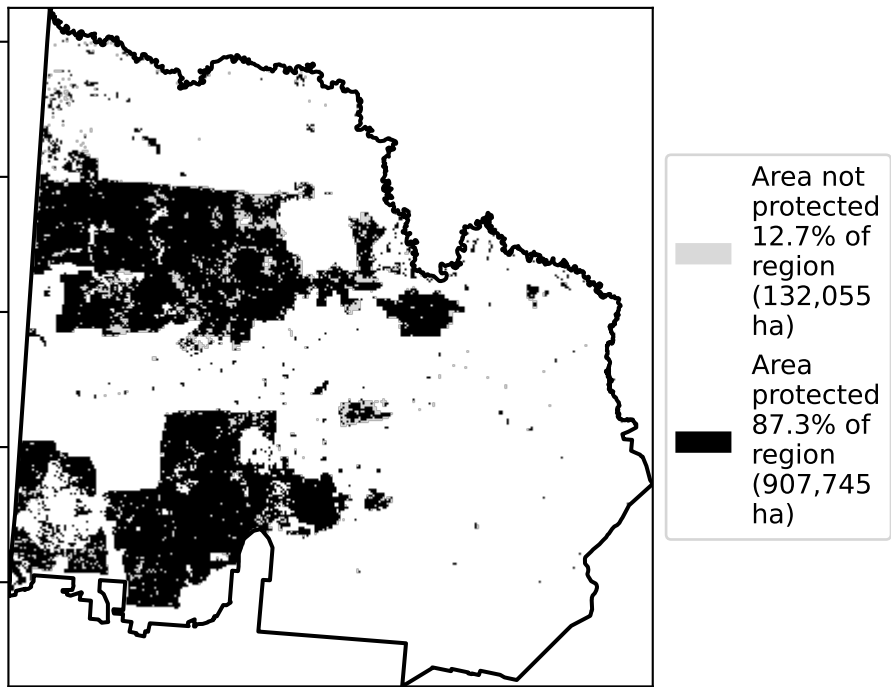 Area not
protected
12.7% of
region
(132,055
ha)
Area
protected
87.3% of
region
(907,745
ha)